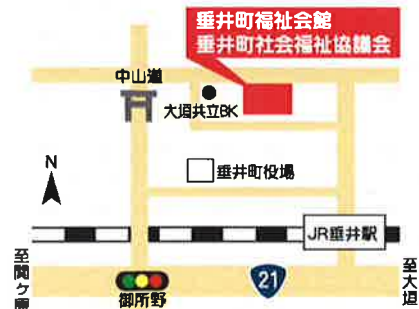 垂井町福祉会館
垂井町社会福祉協議会
中山道
大垣共立BK
N
垂井町役場
JR垂井駅
至関ヶ原
至大垣
21
御所野